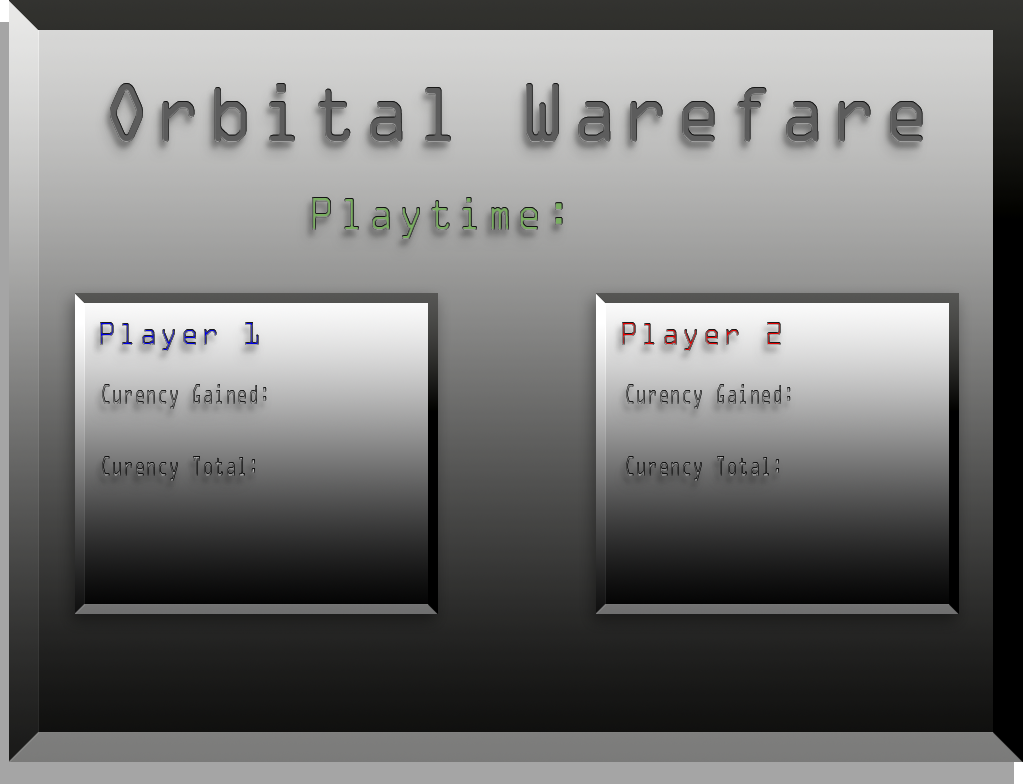 Orbital Warefare
Playtime:
Player 1
Curency Gained:
Curency Total:
Player 2
Curency Gained:
Curency Total: